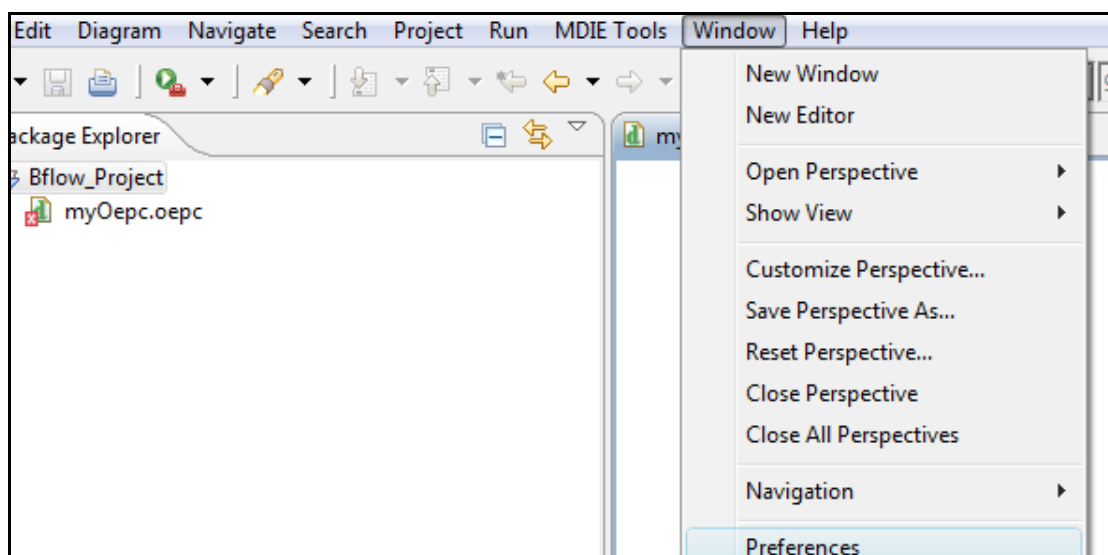 Edit Diagram Navigate Search Project Run MDIE Tools Window Help
ackage Explorer
my
Bflow_Project
myOepc.oepc
New Window
New Editor
Open Perspective
Show View
Customize Perspective...
Save Perspective As...
Reset Perspective...
Close Perspective
Close All Perspectives
Navigation
Preferences